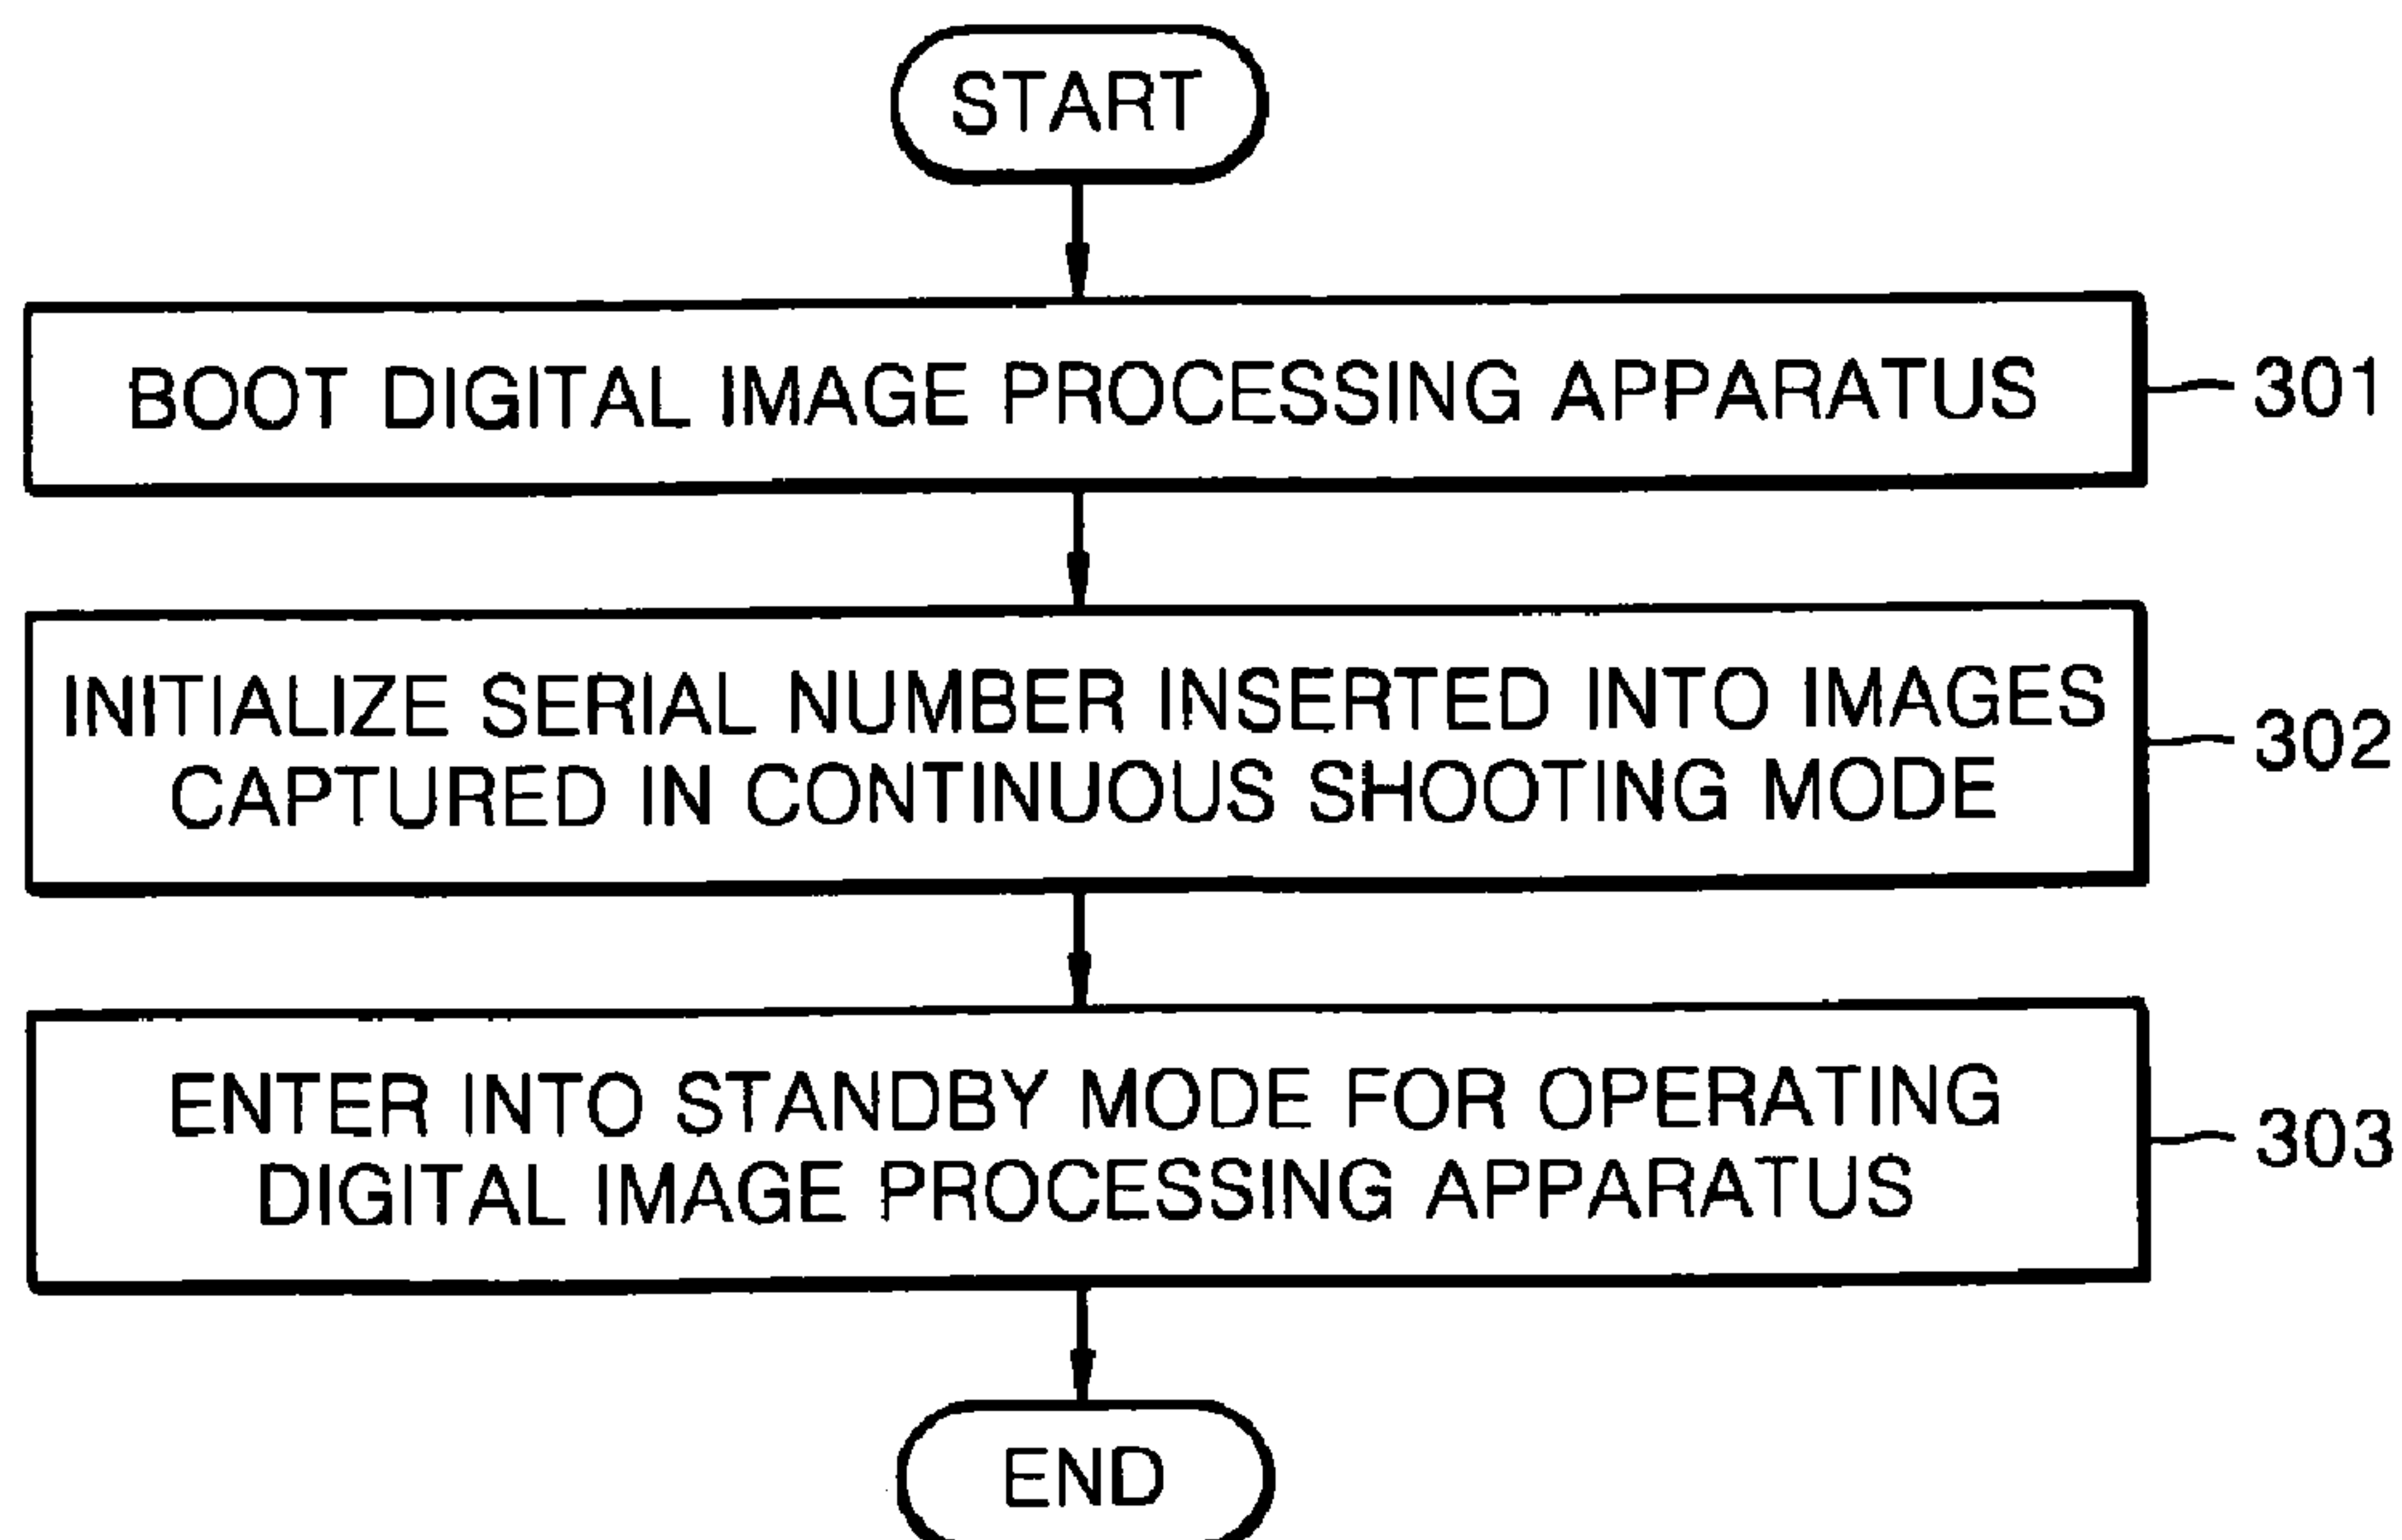 START
BOOT DIGITAL IMAGE PROCESSING APPARATUS
301
INITIALIZE SERIAL NUMBER INSERTED INTO IMAGES
CAPTURED IN CONTINUOUS SHOOTING MODE
302
ENTER INTO STANDBY MODE FOR OPERATING
DIGITAL IMAGE PROCESSING APPARATUS
303
END